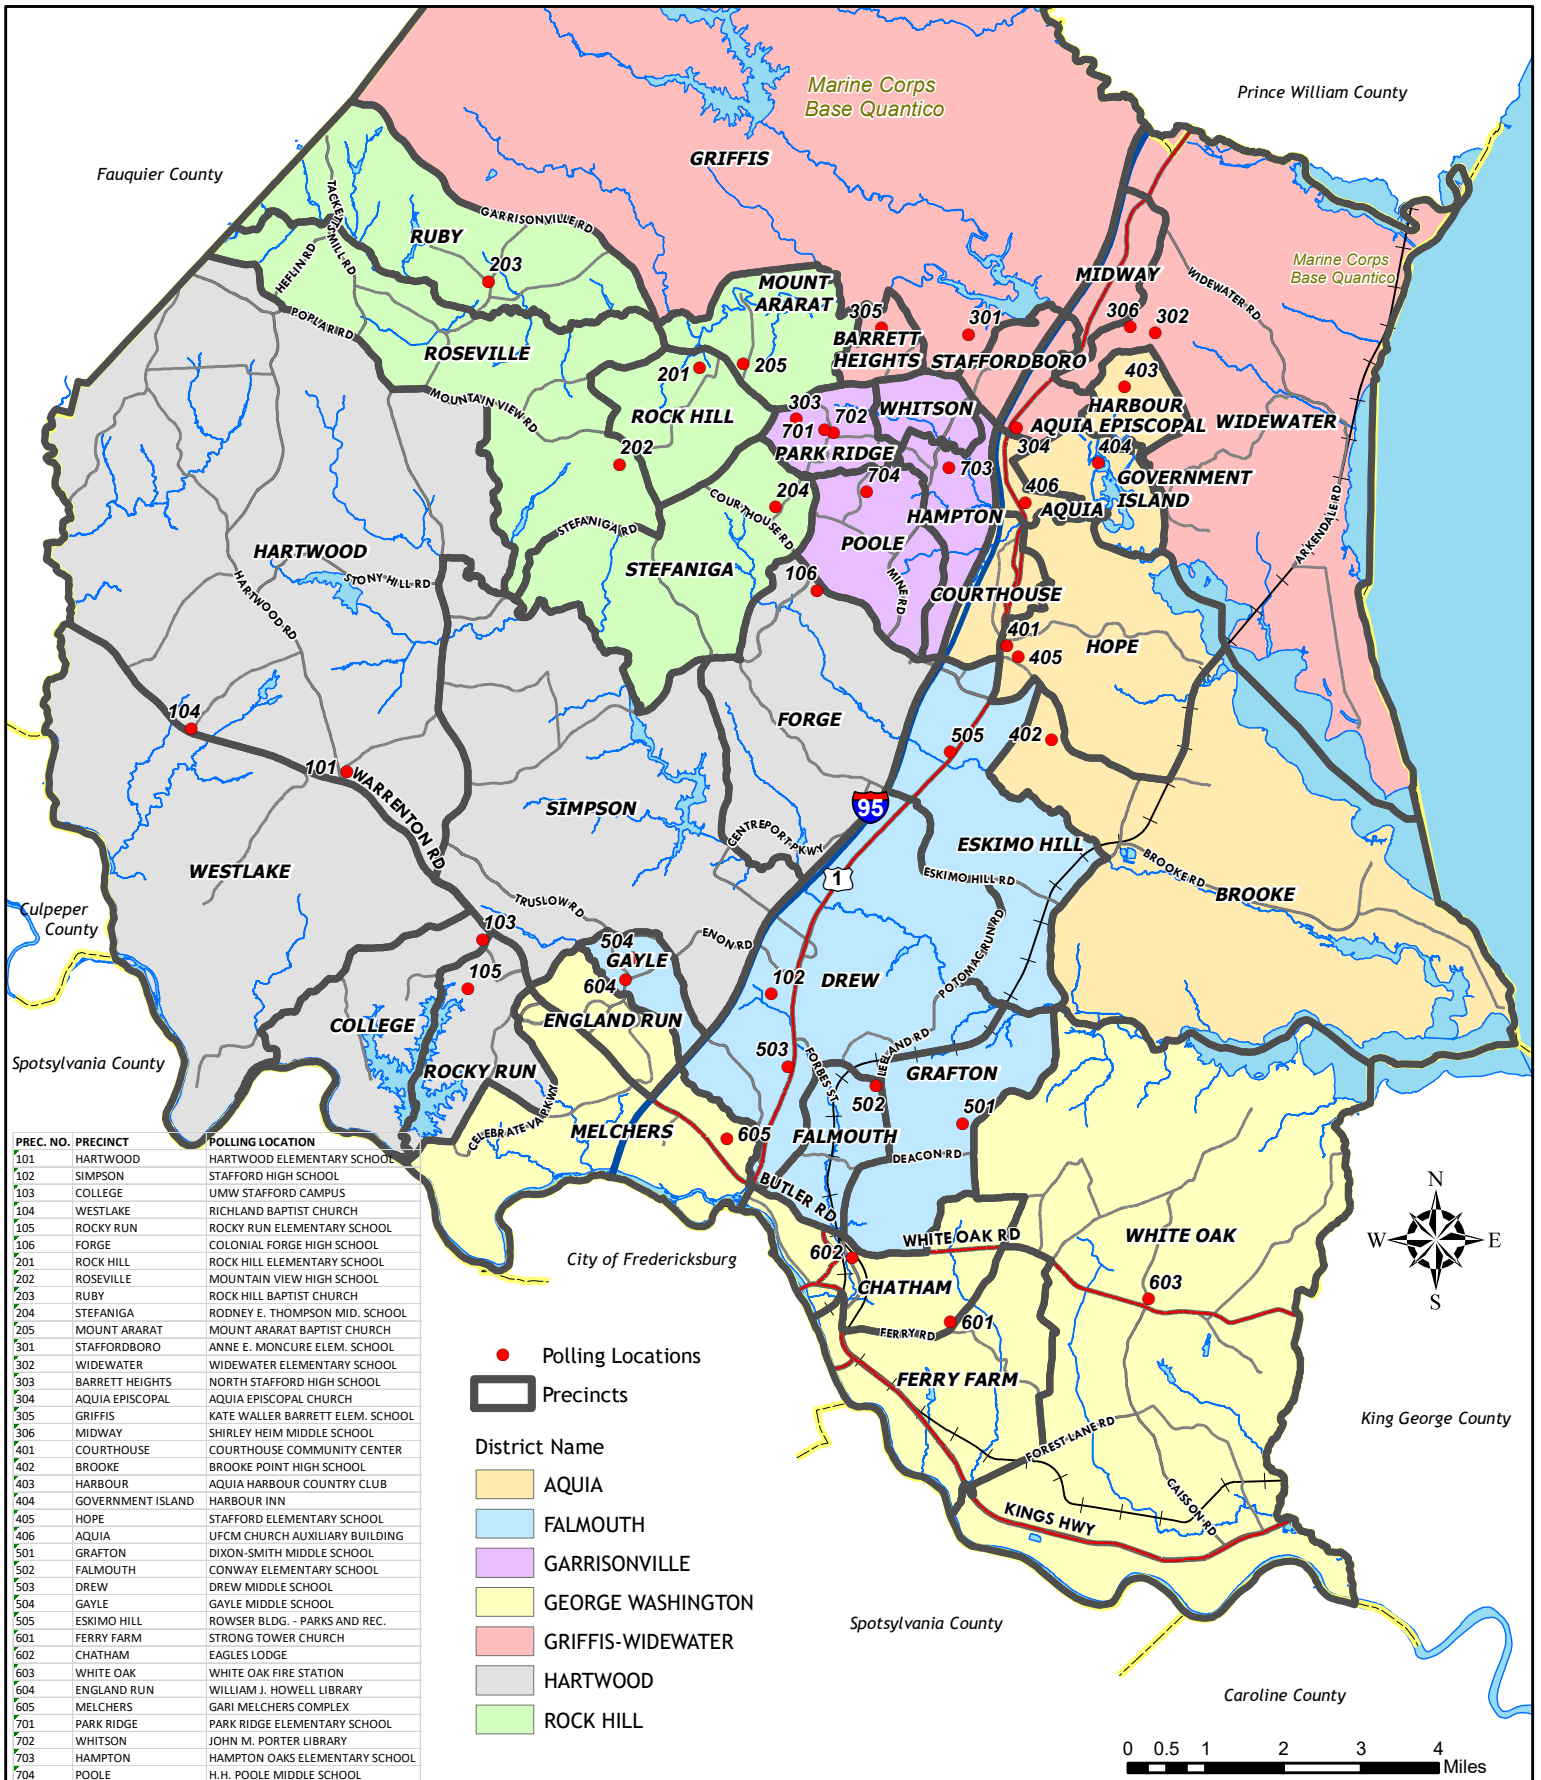 Marine Corps
Base Quantico
Prince William County
GRIFFIS
Fauquier County
TACKETTS MILL RD
GARRISONVILLE RD
RUBY
HEFLIN RD
203
Marine Corps
Base Quantico
MIDWAY
WIDEWATER RD
MOUNT
ARARAT
POPLAR RD
305
301
306
302
BARRETT
HEIGHTS
STAFFORDBORO
ROSEVILLE
201
205
403
MOUNTAIN VIEW RD
ROCK HILL
303
702
701
WHITSON
HARBOUR
AQUIA EPISCOPAL
WIDEWATER
202
PARK RIDGE
304
404
704
703
GOVERNMENT
ISLAND
204
COURTHOUSE RD
406
AQUIA
HAMPTON
STEFANIGA RD
POOLE
ARKENDALE RD
HARTWOOD
STONY HILL RD
STEFANIGA
106
MINE RD
COURTHOUSE
HARTWOOD RD
401
405
HOPE
104
FORGE
505
402
101
WARRENTON RD
SIMPSON
95
CENTREPORT PKWY
ESKIMO HILL
WESTLAKE
1
ESKIMO HILL RD
BROOKE RD
BROOKE
TRUSLOW RD
Culpeper
County
103
504
GAYLE
ENON RD
POTOMAC RUN RD
105
604
102
DREW
COLLEGE
ENGLAND RUN
Spotsylvania County
503
FORBES ST
LEELAND RD
ROCKY RUN
GRAFTON
502
501
CELEBRATE VA PKWY
MELCHERS
605
FALMOUTH
DEACON RD
BUTLER RD
WHITE OAK RD
WHITE OAK
City of Fredericksburg
602
CHATHAM
603
601
FERRY RD
FERRY FARM
King George County
FOREST LANE RD
CAISSON RD
KINGS HWY
Spotsylvania County
Caroline County
N
W
E
S
0 0.5 1 2 3 4
Miles
PREC. NO. PRECINCT POLLING LOCATION
101 HARTWOOD HARTWOOD ELEMENTARY SCHOOL
102 SIMPSON STAFFORD HIGH SCHOOL
103 COLLEGE UMW STAFFORD CAMPUS
104 WESTLAKE RICHLAND BAPTIST CHURCH
105 ROCKY RUN ROCKY RUN ELEMENTARY SCHOOL
106 FORGE COLONIAL FORGE HIGH SCHOOL
201 ROCK HILL ROCK HILL ELEMENTARY SCHOOL
202 ROSEVILLE MOUNTAIN VIEW HIGH SCHOOL
203 RUBY ROCK HILL BAPTIST CHURCH
204 STEFANIGA RODNEY E. THOMPSON MID. SCHOOL
205 MOUNT ARARAT MOUNT ARARAT BAPTIST CHURCH
301 STAFFORDBORO ANNE E. MONCURE ELEM. SCHOOL
302 WIDEWATER WIDEWATER ELEMENTARY SCHOOL
303 BARRETT HEIGHTS NORTH STAFFORD HIGH SCHOOL
304 AQUIA EPISCOPAL AQUIA EPISCOPAL CHURCH
305 GRIFFIS KATE WALLER BARRETT ELEM. SCHOOL
306 MIDWAY SHIRLEY HEIM MIDDLE SCHOOL
401 COURTHOUSE COURTHOUSE COMMUNITY CENTER
402 BROOKE BROOKE POINT HIGH SCHOOL
403 HARBOUR AQUIA HARBOUR COUNTRY CLUB
404 GOVERNMENT ISLAND HARBOUR INN
405 HOPE STAFFORD ELEMENTARY SCHOOL
406 AQUIA UFCM CHURCH AUXILIARY BUILDING
501 GRAFTON DIXON-SMITH MIDDLE SCHOOL
502 FALMOUTH CONWAY ELEMENTARY SCHOOL
503 DREW DREW MIDDLE SCHOOL
504 GAYLE GAYLE MIDDLE SCHOOL
505 ESKIMO HILL ROWSER BLDG. - PARKS AND REC.
601 FERRY FARM STRONG TOWER CHURCH
602 CHATHAM EAGLES LODGE
603 WHITE OAK WHITE OAK FIRE STATION
604 ENGLAND RUN WILLIAM J. HOWELL LIBRARY
605 MELCHERS GARI MELCHERS COMPLEX
701 PARK RIDGE PARK RIDGE ELEMENTARY SCHOOL
702 WHITSON JOHN M. PORTER LIBRARY
703 HAMPTON HAMPTON OAKS ELEMENTARY SCHOOL
704 POOLE H.H. POOLE MIDDLE SCHOOL
Polling Locations
Precincts
District Name
AQUIA
FALMOUTH
GARRISONVILLE
GEORGE WASHINGTON
GRIFFIS-WIDEWATER
HARTWOOD
ROCK HILL